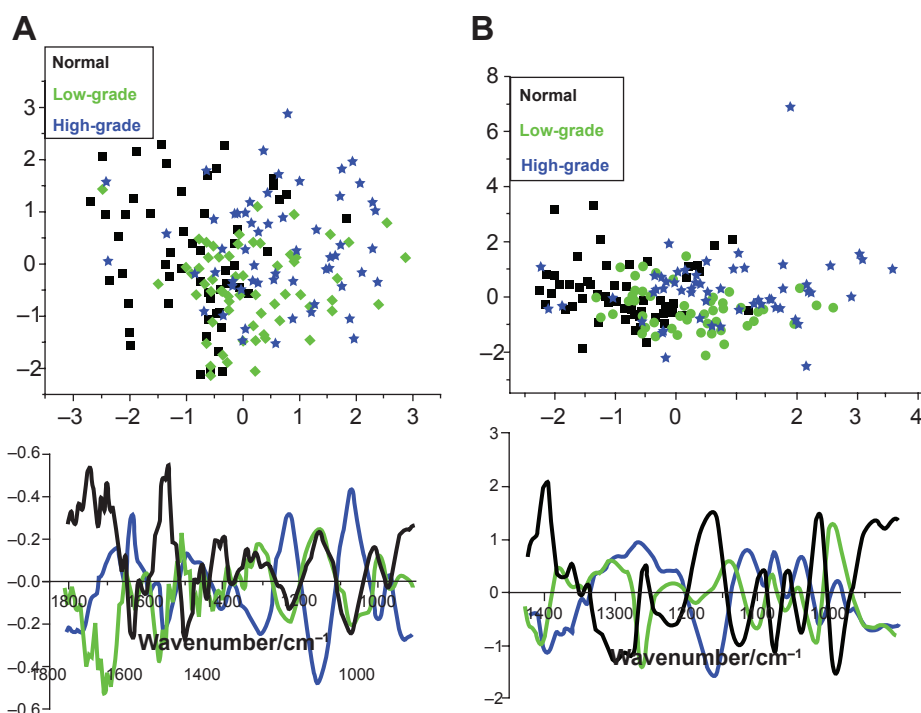 A
Normal
Low-grade
High-grade
3
2
1
0
–1
–2
–3 –2 –1 0 1 2 3
–0.6
–0.4
–0.2
–0.0
–0.2
–0.4
–0.6
1800 1600 1400 1200 1000
Wavenumber/cm⁻¹
1800 1600 1400 1000
B
Normal
Low-grade
High-grade
8
6
4
2
0
–2
–2 –1 0 1 2 3 4
3
2
1
0
–1
–2
1400 1300 1200 1100 1000
Wavenumber/cm⁻¹